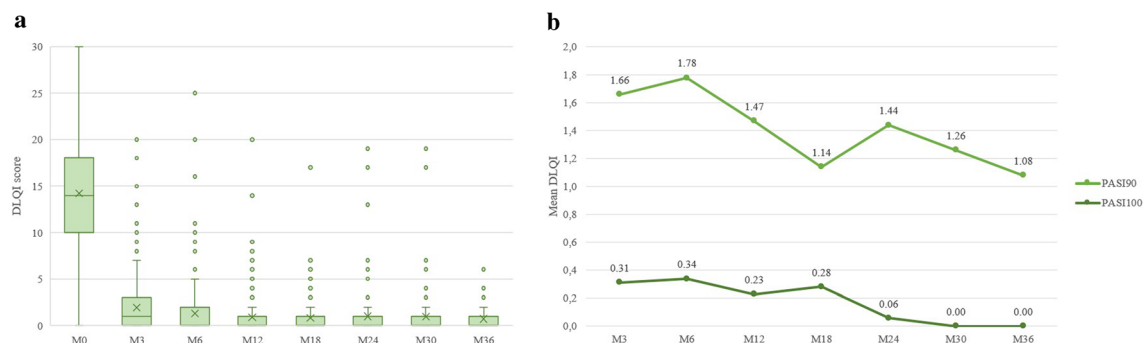 a
b
30
25
20
15
10
5
0
DLQI score
M0 M3 M6 M12 M18 M24 M30 M36
2,0
1,8
1,6
1,4
1,2
1,0
0,8
0,6
0,4
0,2
0,0
Mean DLQI
1.66 1.78 1.47 1.14 1.44 1.26 1.08
0.31 0.34 0.23 0.28 0.06 0.00 0.00
M3 M6 M12 M18 M24 M30 M36
PASI90
PASI100